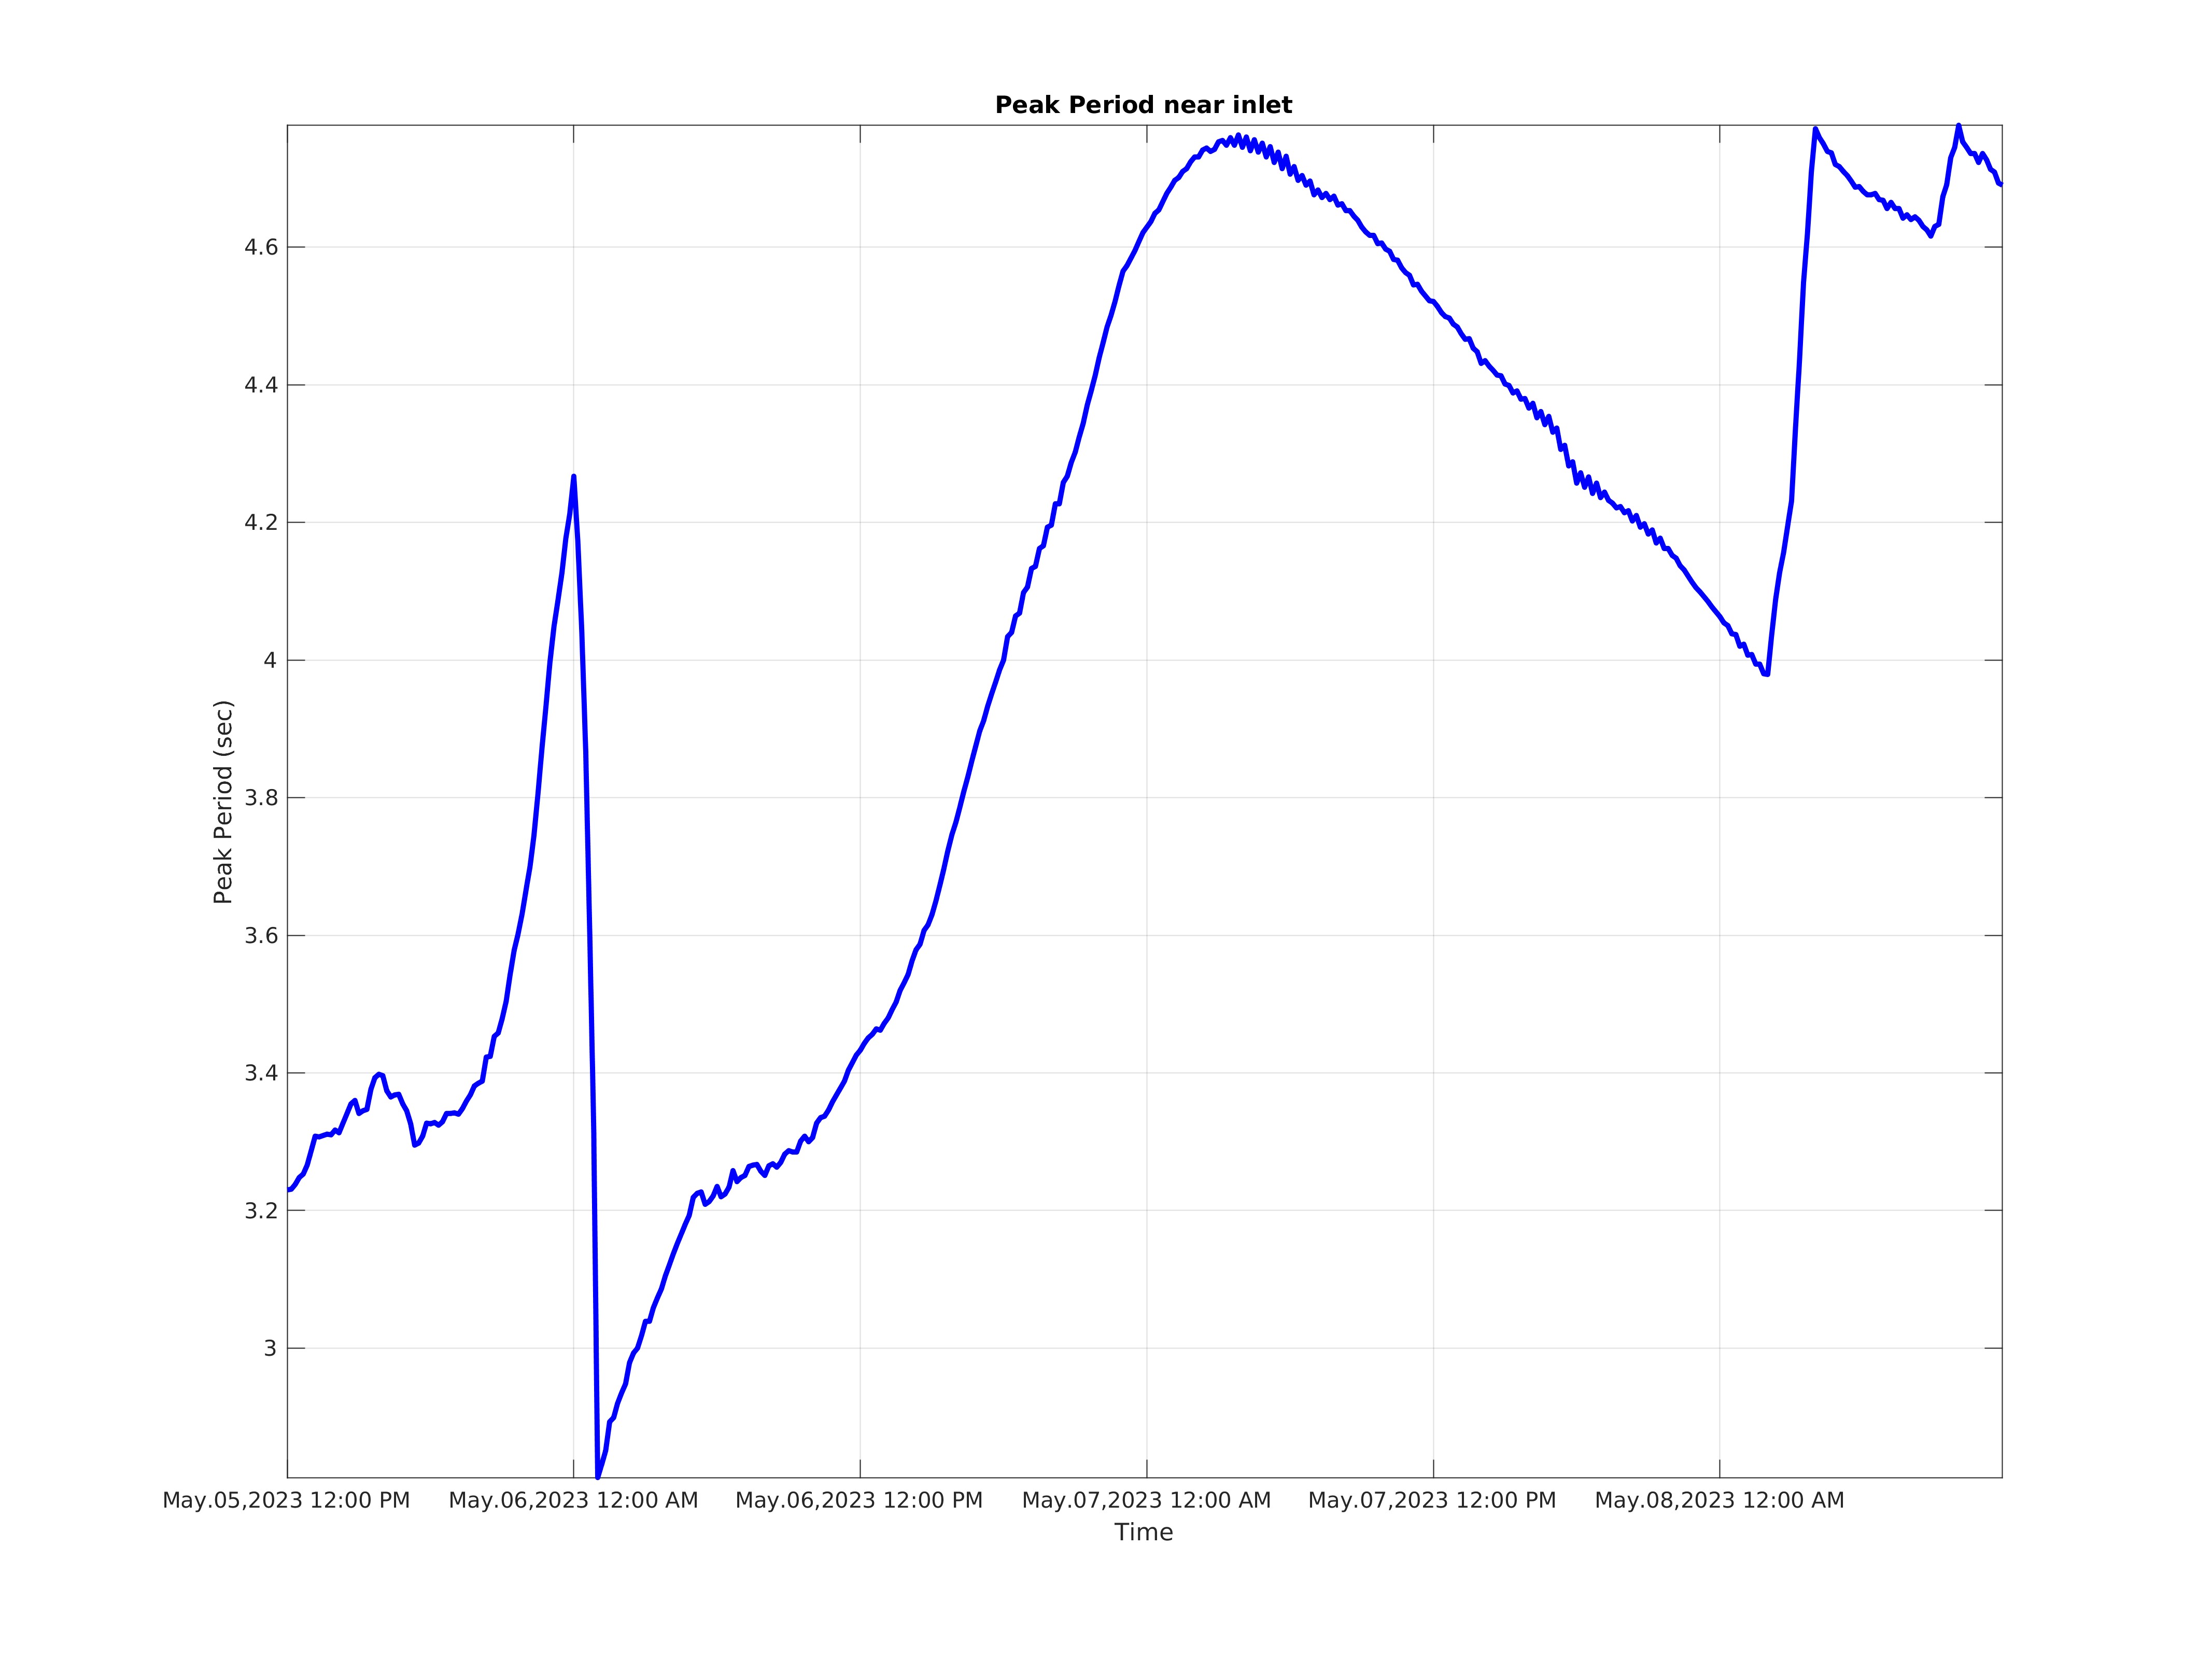 Peak Period near inlet
Peak Period (sec)
4.6
4.4
4.2
4
3.8
3.6
3.4
3.2
3
May.05,2023 12:00 PM
May.06,2023 12:00 AM
May.06,2023 12:00 PM
May.07,2023 12:00 AM
May.07,2023 12:00 PM
May.08,2023 12:00 AM
Time